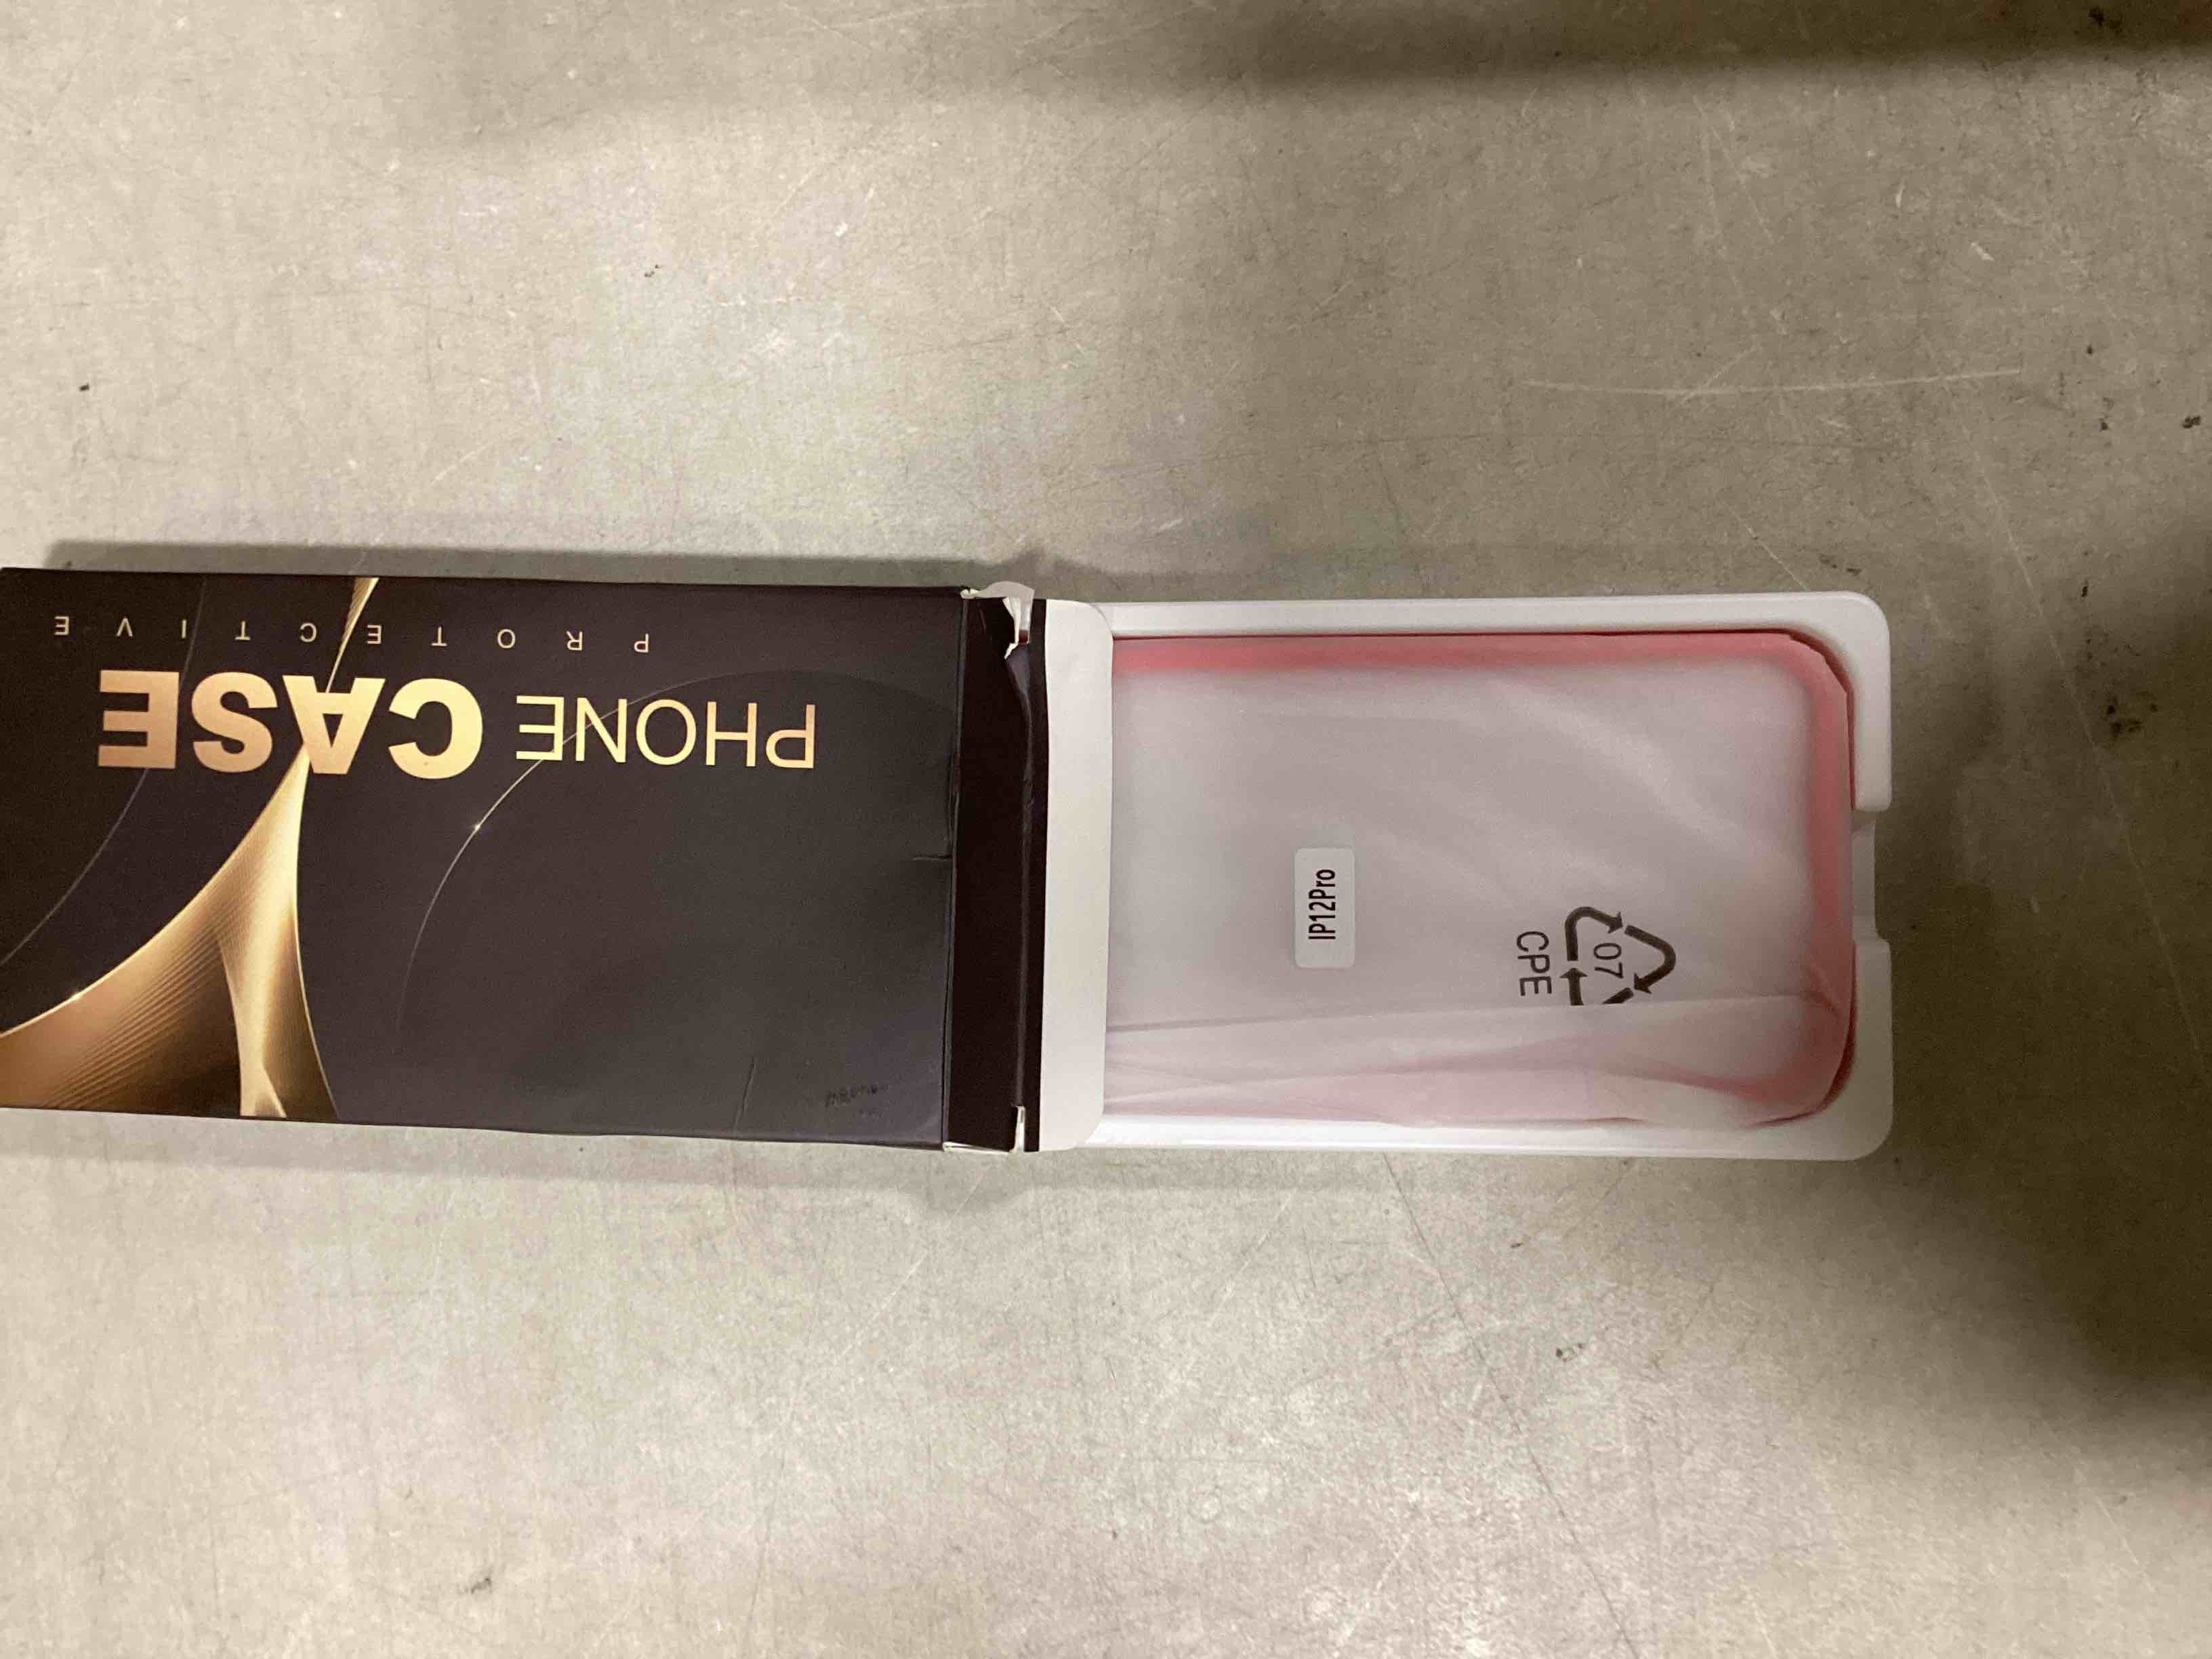 PHONE CASE
PROTECTIVE
IP12Pro
07
CPE